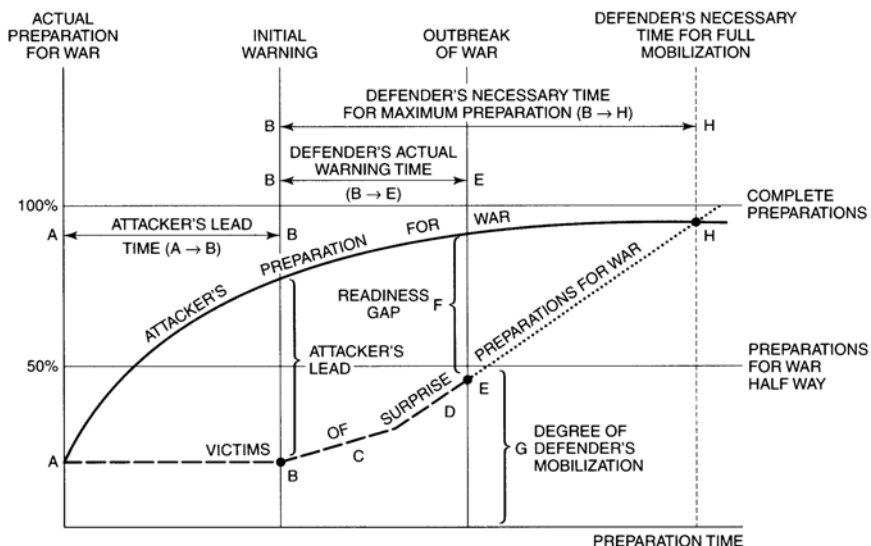 ACTUAL
PREPARATION
FOR WAR
INITIAL
WARNING
OUTBREAK
OF WAR
DEFENDER'S NECESSARY
TIME FOR FULL
MOBILIZATION
DEFENDER'S NECESSARY TIME
FOR MAXIMUM PREPARATION (B → H)
B
H
DEFENDER'S ACTUAL
WARNING TIME
B
E
(B → E)
100%
COMPLETE
PREPARATIONS
A
ATTACKER'S LEAD
TIME (A → B)
B
ATTACKER'S PREPARATION FOR WAR
H
READINESS
GAP
F
PREPARATIONS FOR WAR
ATTACKER'S
LEAD
50%
PREPARATIONS
FOR WAR
HALF WAY
E
D
VICTIMS OF SURPRISE
C
A
B
G
DEGREE OF
DEFENDER'S
MOBILIZATION
PREPARATION TIME